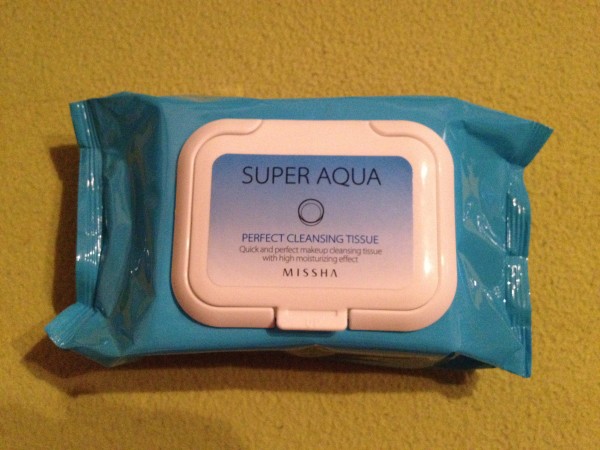 SUPER AQUA
PERFECT CLEANSING TISSUE
Quick and perfect makeup cleansing tissue
with high moisturizing effect
MISSHA